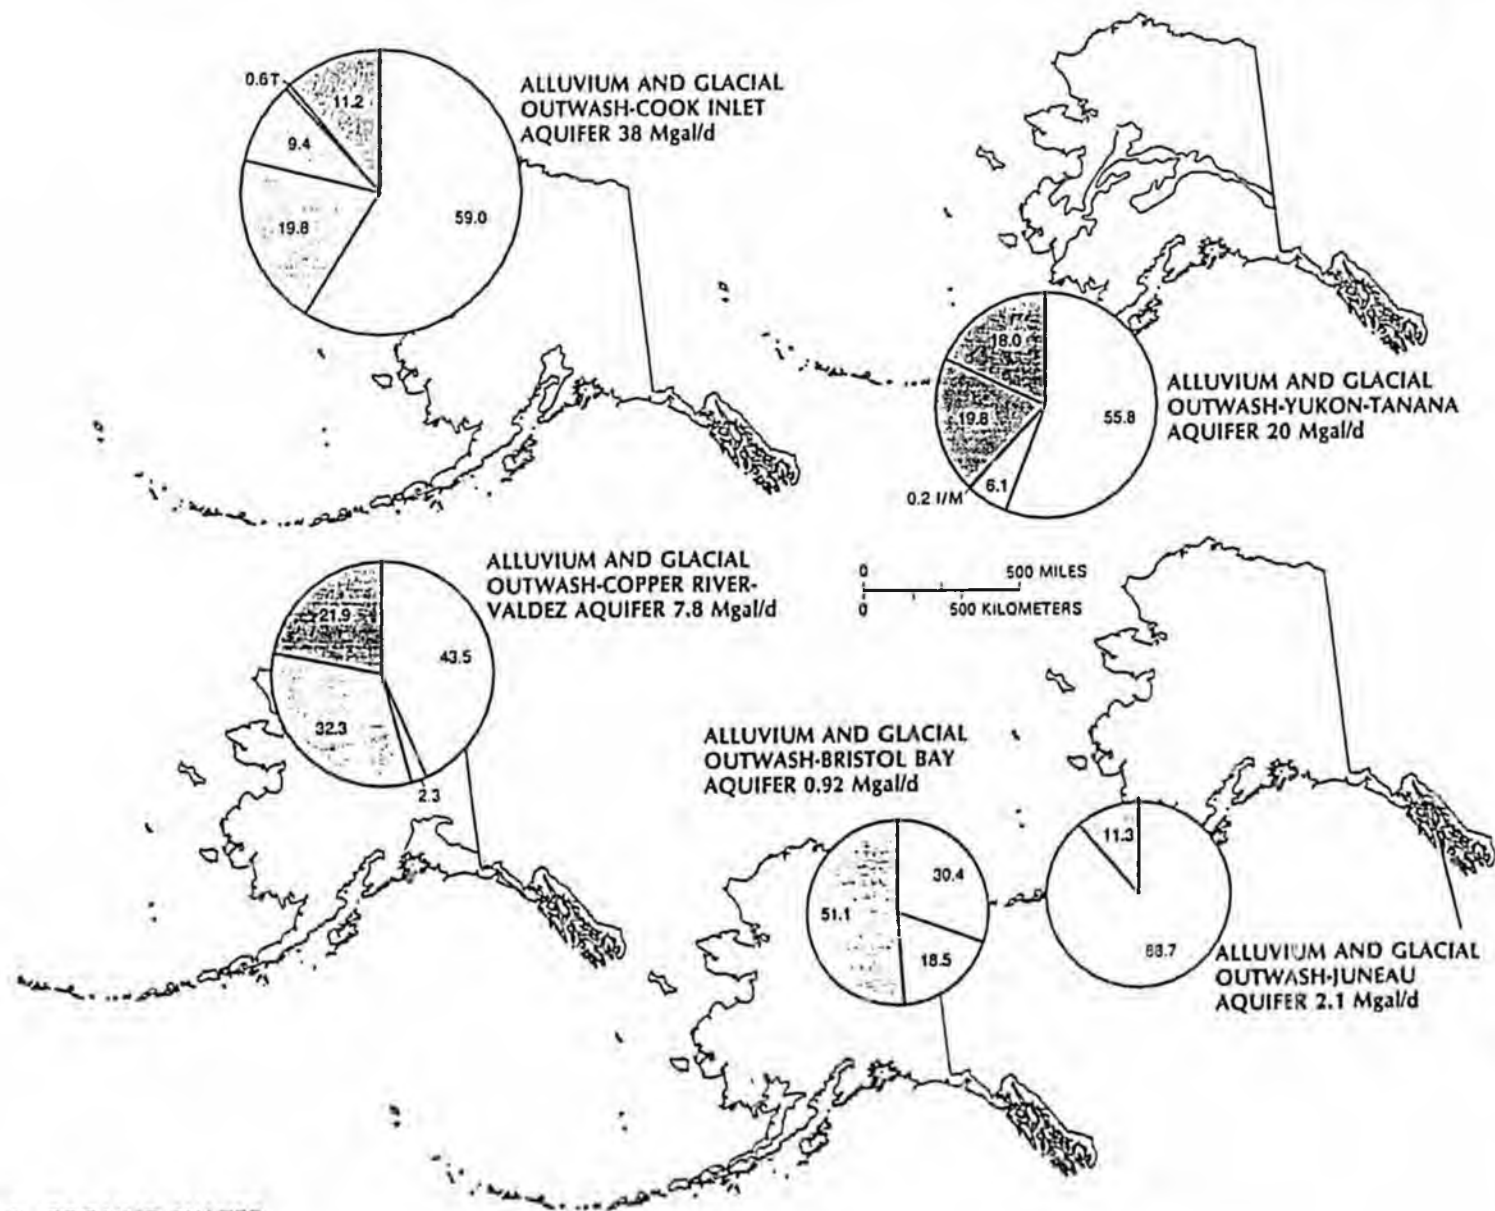 ALLUVIUM AND GLACIAL
OUTWASH-COOK INLET
AQUIFER 38 Mgal/d
0.6T
11.2
9.4
19.8
59.0
18.0
19.8
0.2 I/M
6.1
55.8
ALLUVIUM AND GLACIAL
OUTWASH-YUKON-TANANA
AQUIFER 20 Mgal/d
ALLUVIUM AND GLACIAL
OUTWASH-COPPER RIVER-
VALDEZ AQUIFER 7.8 Mgal/d
21.9
43.5
32.3
2.3
0 500 MILES
0 500 KILOMETERS
ALLUVIUM AND GLACIAL
OUTWASH-BRISTOL BAY
AQUIFER 0.92 Mgal/d
30.4
51.1
18.5
11.3
88.7
ALLUVIUM AND GLACIAL
OUTWASH-JUNEAU
AQUIFER 2.1 Mgal/d